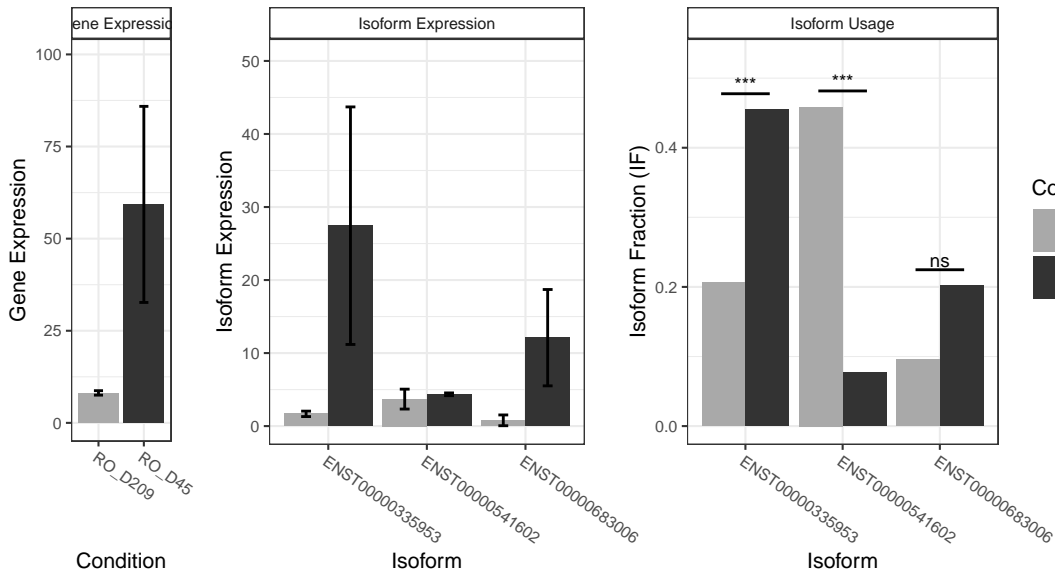 ene Expressio
Gene Expression
100
75
50
25
0
RO_D209
RO_D45
Condition
Isoform Expression
Isoform Expression
50
40
30
20
10
0
ENST00000335953
ENST00000541602
ENST00000683006
Isoform
Isoform Usage
Isoform Fraction (IF)
0.4
0.2
0.0
***
***
ns
ENST00000335953
ENST00000541602
ENST00000683006
Isoform
Co